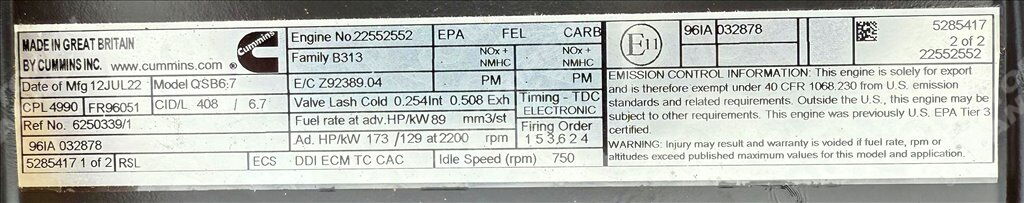 MADE IN GREAT BRITAIN
BY CUMMINS INC. www.cummins.com
Cummins
Date of Mfg 12JUL22 Model QSB6;7
CPL 4990 FR96051 CID/L 408 / 6.7
Ref No. 6250339/1
96IA 032878
5285417 1 of 2 RSL
ECS DDI ECM TC CAC
Engine No.22552552
Family B313
E/C Z92389.04
Valve Lash Cold 0.254Int 0.508 Exh
Fuel rate at adv.HP/kW 89 mm3/st
Ad. HP/kW 173 /129 at 2200 rpm
Idle Speed (rpm) 750
EPA FEL CARB
NOx + NMHC
NOx + NMHC
PM PM
Timing - TDC
ELECTRONIC
Firing Order
1 5 3,6 2 4
E11
96IA 032878
5285417
2 of 2
22552552
EMISSION CONTROL INFORMATION: This engine is solely for export
and is therefore exempt under 40 CFR 1068.230 from U.S. emission
standards and related requirements. Outside the U.S., this engine may be
subject to other requirements. This engine was previously U.S. EPA Tier 3
certified.
WARNING: Injury may result and warranty is voided if fuel rate, rpm or
altitudes exceed published maximum values for this model and application.